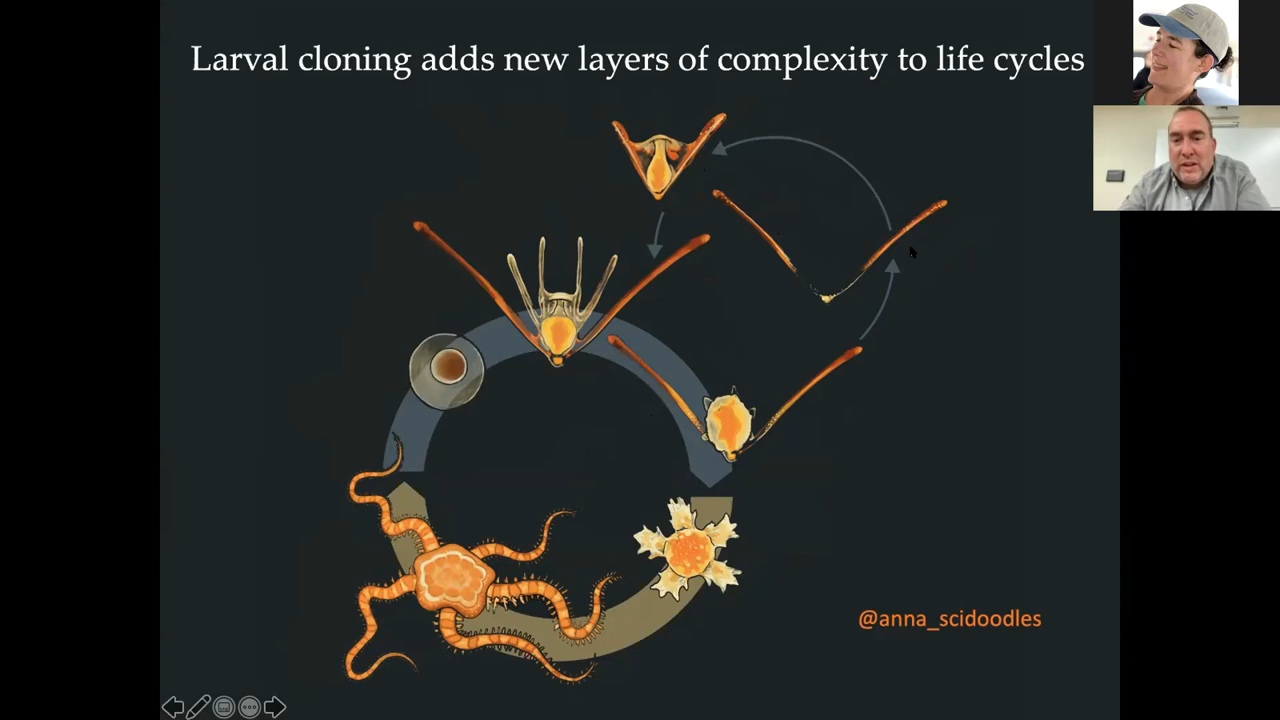 Larval cloning adds new layers of complexity to life cycles
@anna_scidoodles